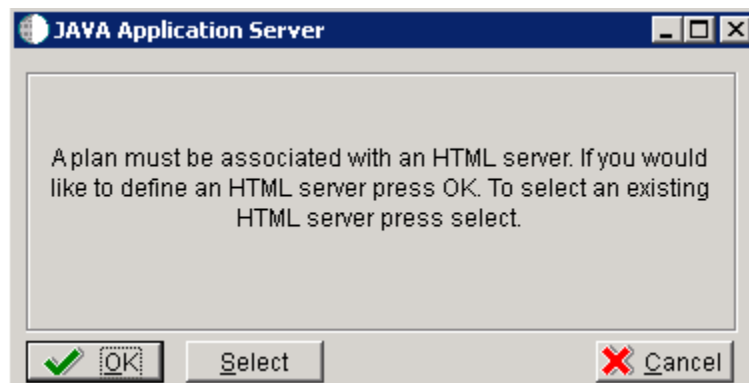 JAVA Application Server
A plan must be associated with an HTML server. If you would
like to define an HTML server press OK. To select an existing
HTML server press select.
OK Select Cancel